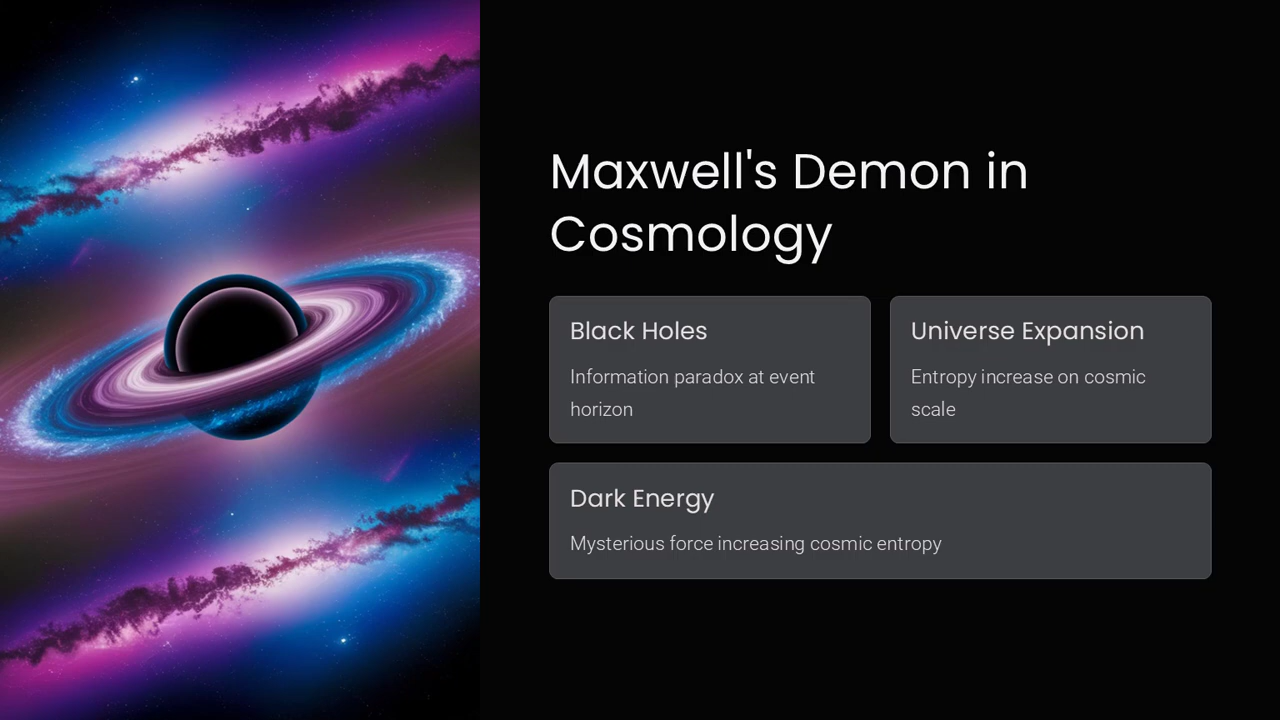 Maxwell's Demon in
Cosmology
Black Holes
Information paradox at event
horizon
Universe Expansion
Entropy increase on cosmic
scale
Dark Energy
Mysterious force increasing cosmic entropy